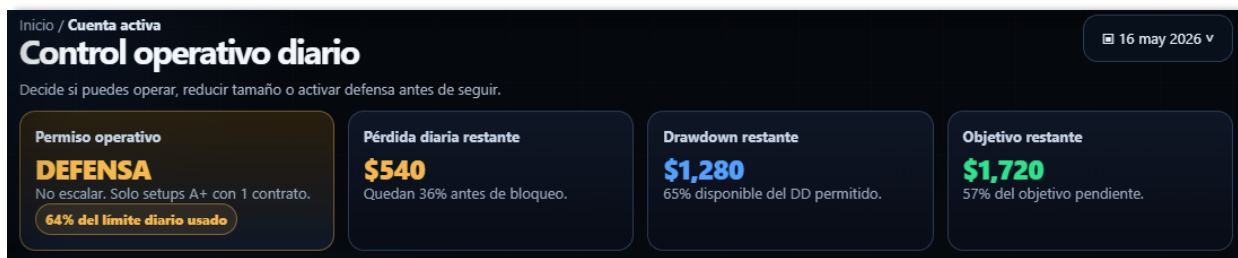 Inicio / Cuenta activa
Control operativo diario
Decide si puedes operar, reducir tamaño o activar defensa antes de seguir.
16 may 2026 ˅
Permiso operativo
DEFENSA
No escalar. Solo setups A+ con 1 contrato.
64% del límite diario usado
Pérdida diaria restante
$540
Quedan 36% antes de bloqueo.
Drawdown restante
$1,280
65% disponible del DD permitido.
Objetivo restante
$1,720
57% del objetivo pendiente.